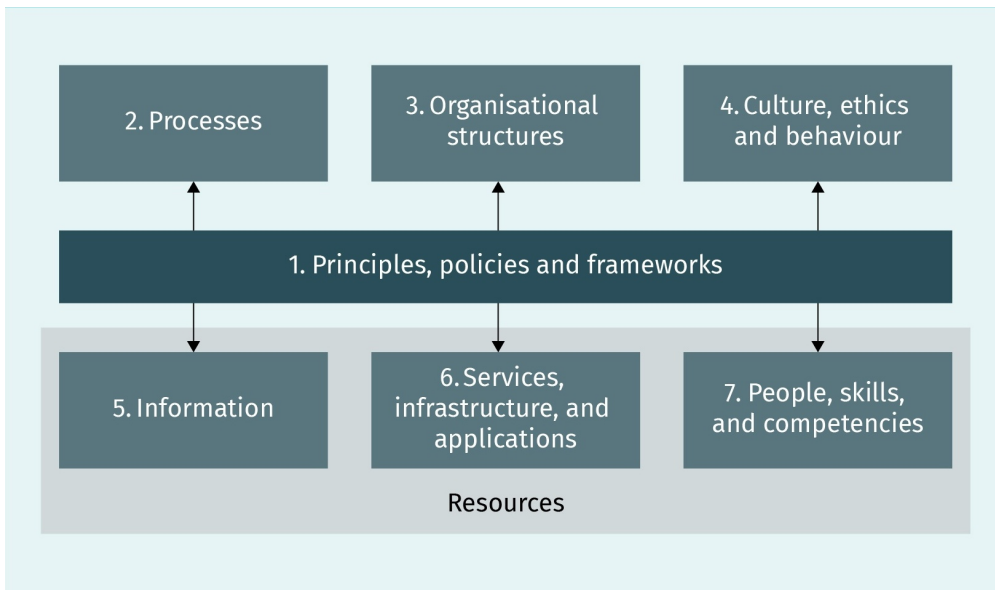 2. Processes
3. Organisational
structures
4. Culture, ethics
and behaviour
1. Principles, policies and frameworks
5. Information
6. Services,
infrastructure, and
applications
7. People, skills,
and competencies
Resources